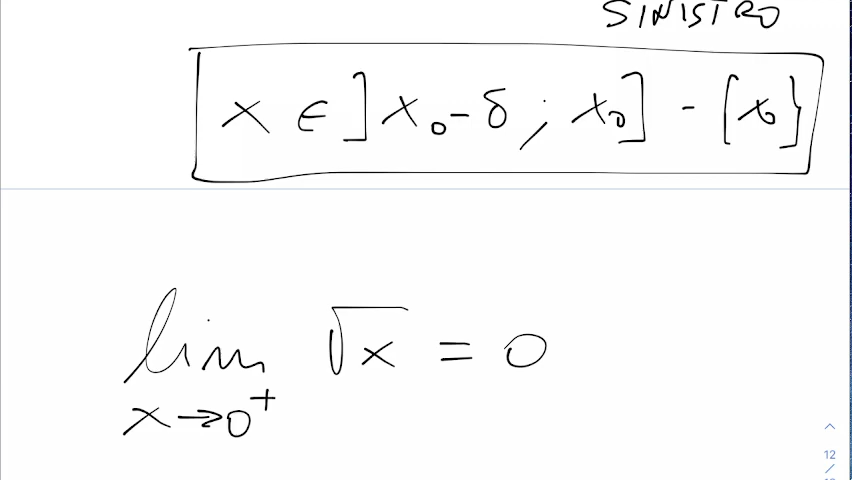 SINISTRO
x ∈ ]x₀-δ ; x₀] - {x₀}
lim √x = 0
x→0⁺
12
/